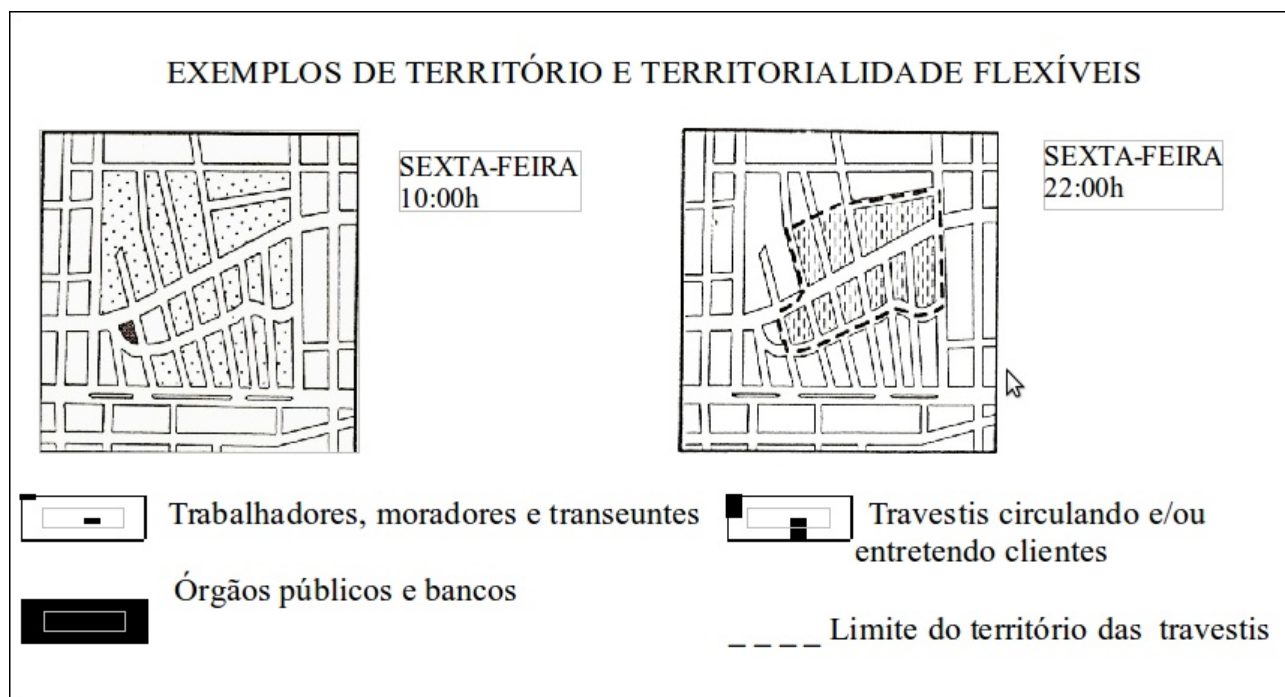 EXEMPLOS DE TERRITÓRIO E TERRITORIALIDADE FLEXÍVEIS
SEXTA-FEIRA
10:00h
SEXTA-FEIRA
22:00h
Trabalhadores, moradores e transeuntes
Órgãos públicos e bancos
Travestis circulando e/ou
entretendo clientes
Limite do território das travestis